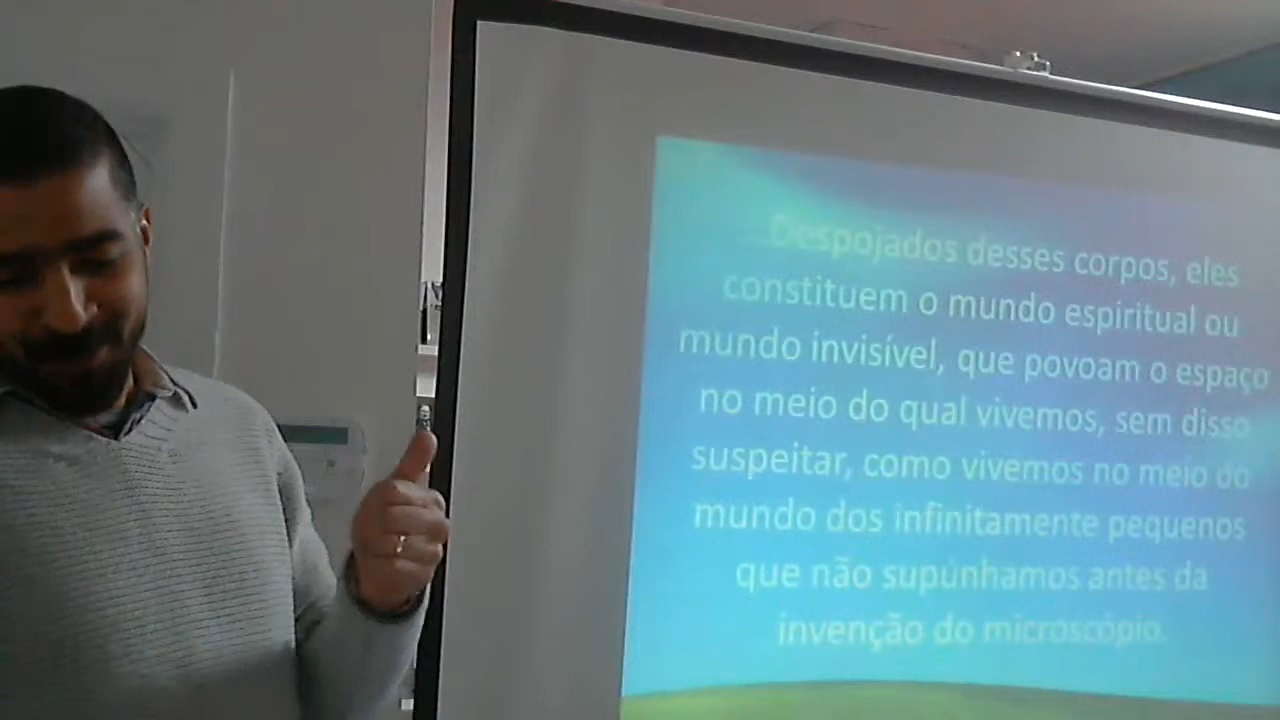 Despojados desses corpos, eles
constituem o mundo espiritual ou
mundo invisível, que povoam o espaço
no meio do qual vivemos, sem disso
suspeitar, como vivemos no meio do
mundo dos infinitamente pequenos
que não supúnhamos antes da
invenção do microscópio.